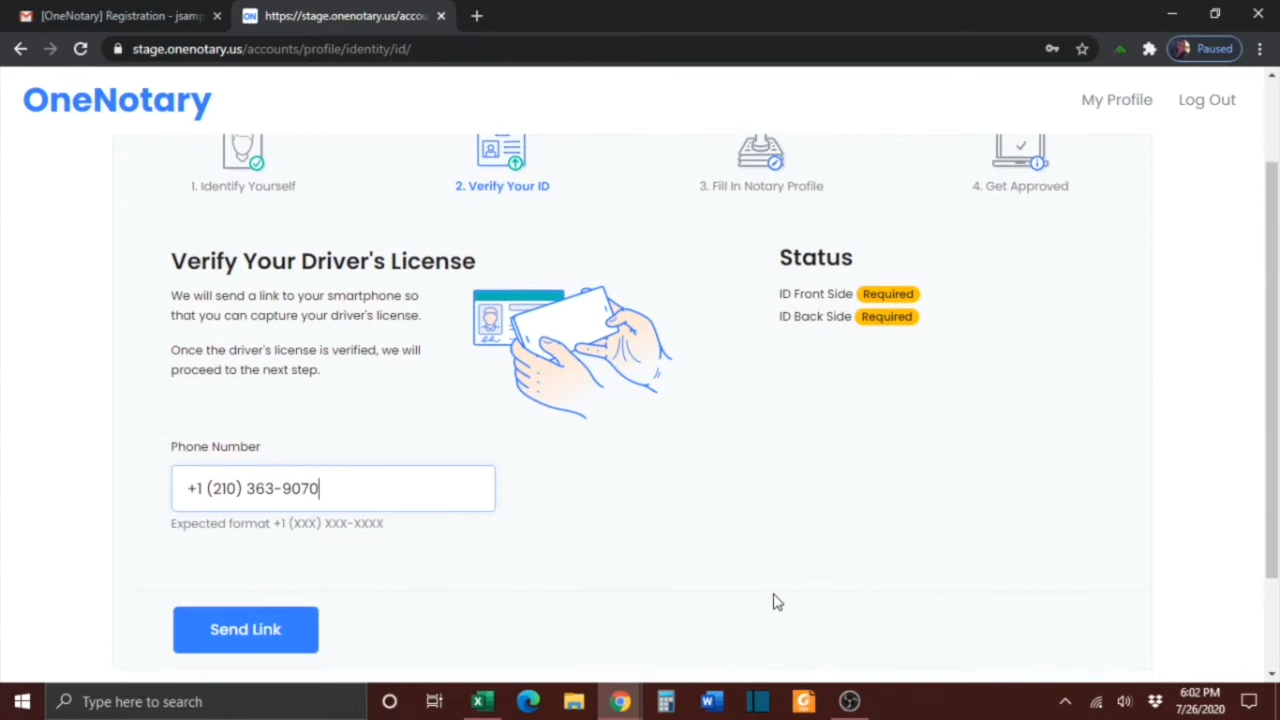 [OneNotary] Registration - jsamp
ON https://stage.onenotary.us/accou
stage.onenotary.us/accounts/profile/identity/id/
Paused
OneNotary
My Profile
Log Out
1. Identify Yourself
2. Verify Your ID
3. Fill In Notary Profile
4. Get Approved
Verify Your Driver's License
We will send a link to your smartphone so
that you can capture your driver's license.
Once the driver's license is verified, we will
proceed to the next step.
Status
ID Front Side Required
ID Back Side Required
Phone Number
+1 (210) 363-9070
Expected format +1 (XXX) XXX-XXXX
Send Link
Type here to search
6:02 PM
7/26/2020